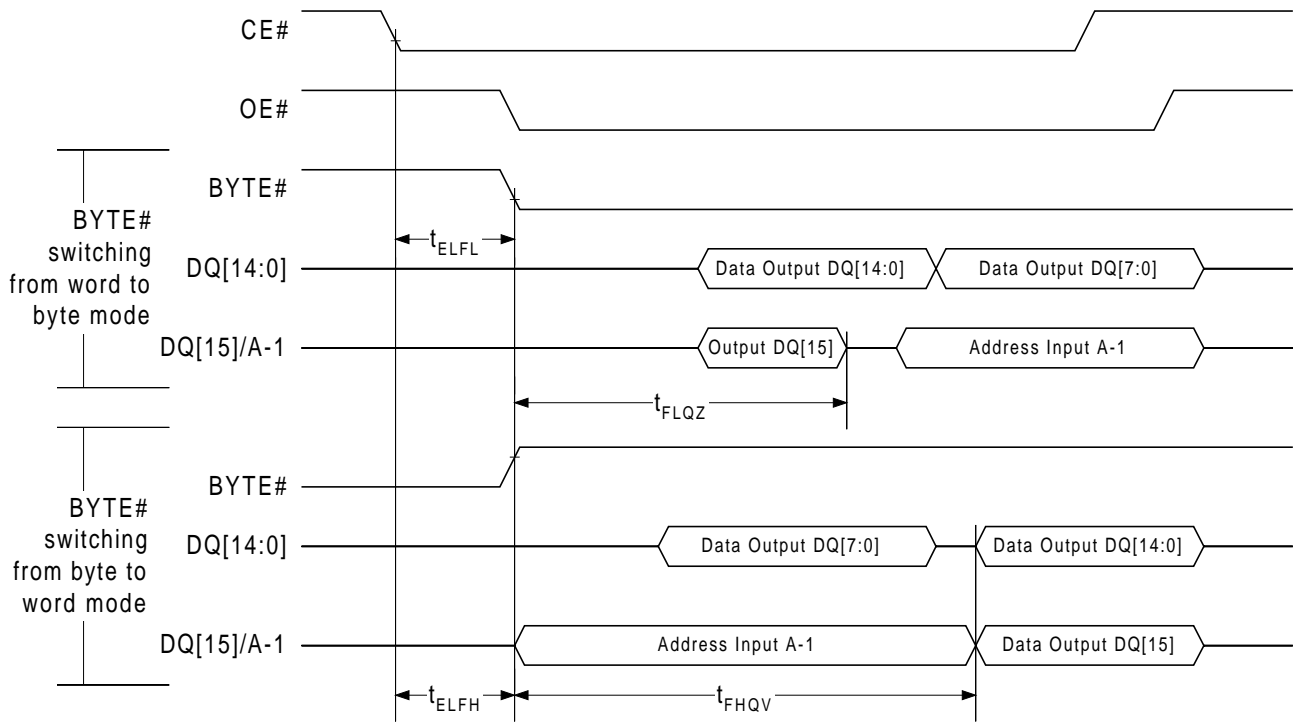 CE#
OE#
BYTE#
BYTE#
switching
from word to
byte mode
tELFL
DQ[14:0]
Data Output DQ[14:0]
Data Output DQ[7:0]
DQ[15]/A-1
Output DQ[15]
Address Input A-1
tFLQZ
BYTE#
BYTE#
switching
from byte to
word mode
DQ[14:0]
Data Output DQ[7:0]
Data Output DQ[14:0]
DQ[15]/A-1
Address Input A-1
Data Output DQ[15]
tELFH
tFHQV